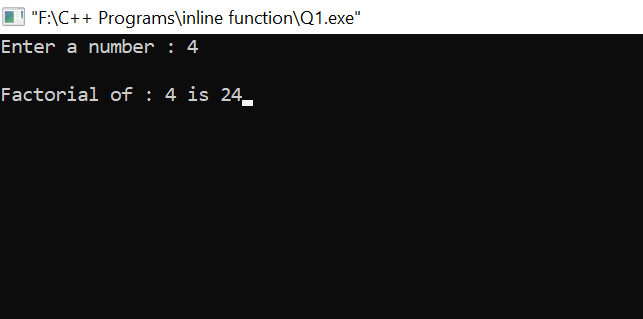 "F:\C++ Programs\inline function\Q1.exe"
Enter a number : 4
Factorial of : 4 is 24